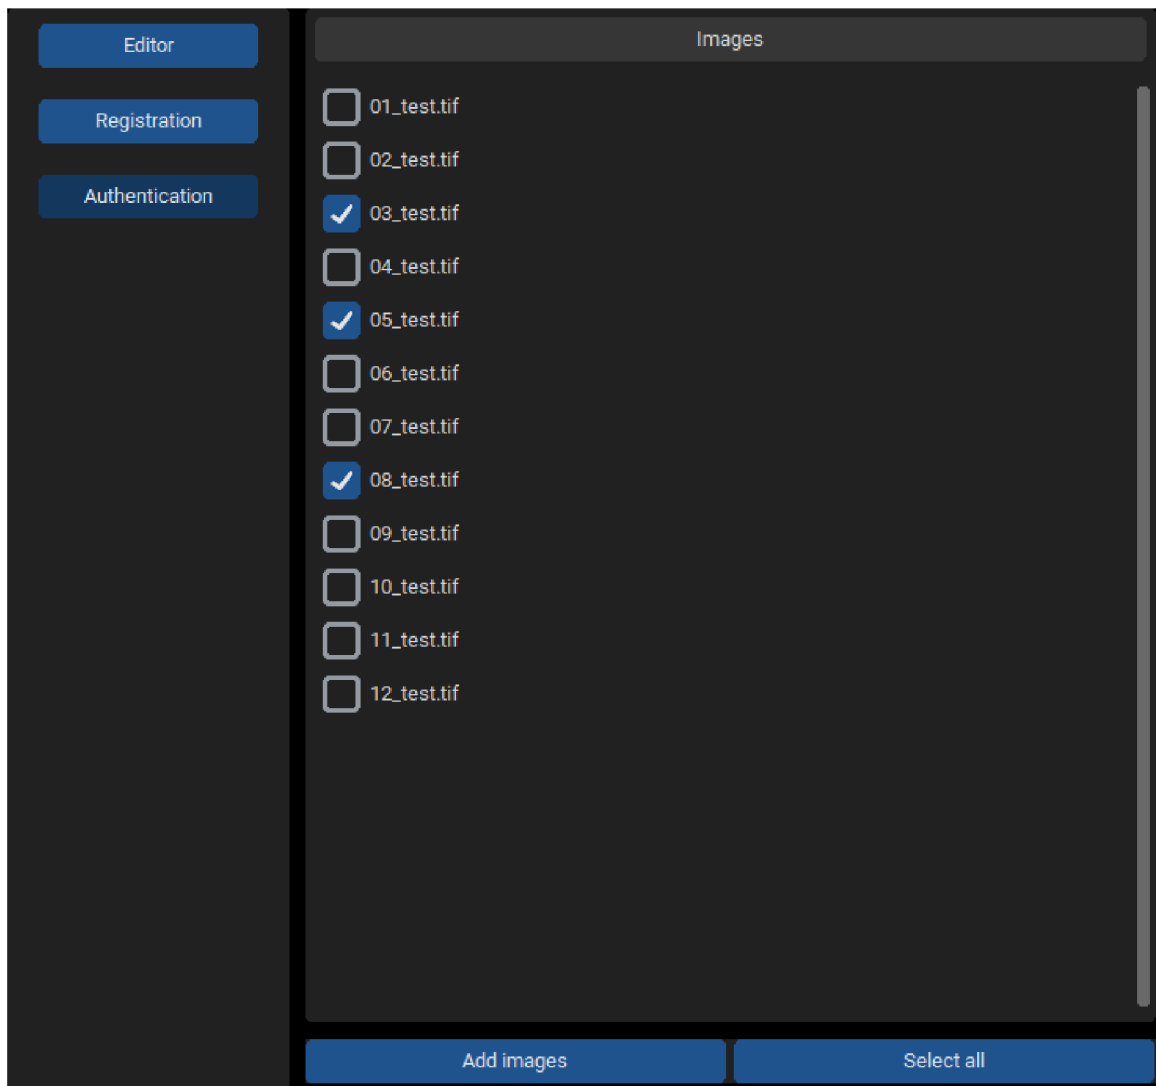 Editor
Registration
Authentication
Images
01_test.tif
02_test.tif
03_test.tif
04_test.tif
05_test.tif
06_test.tif
07_test.tif
08_test.tif
09_test.tif
10_test.tif
11_test.tif
12_test.tif
Add images
Select all